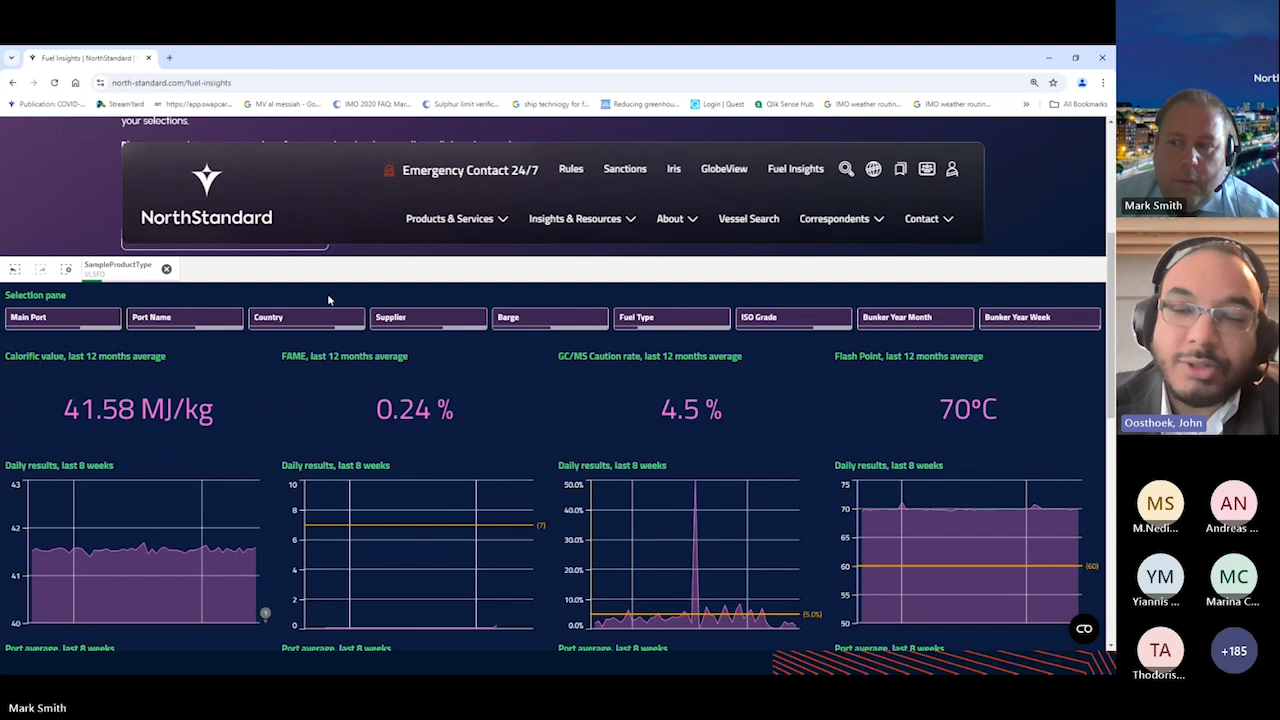 Fuel Insights | NorthStandard |
north-standard.com/fuel-insights
Publication: COVID-...
StreamYard
https://app.swapcar...
MV al messiah - Go...
IMO 2020 FAQ: Mar...
Sulphur limit verific...
ship technology for f...
Reducing greenhou...
Login | Quest
Qlik Sense Hub
IMO weather routin...
IMO weather routin...
»
All Bookmarks
your selections.
NorthStandard
Emergency Contact 24/7
Rules
Sanctions
Iris
GlobeView
Fuel Insights
Products & Services
Insights & Resources
About
Vessel Search
Correspondents
Contact
SampleProductType
VLSFO
Selection pane
Main Port
Port Name
Country
Supplier
Barge
Fuel Type
ISO Grade
Bunker Year Month
Bunker Year Week
Calorific value, last 12 months average
FAME, last 12 months average
GC/MS Caution rate, last 12 months average
Flash Point, last 12 months average
41.58 MJ/kg
0.24 %
4.5 %
70°C
Daily results, last 8 weeks
43
42
41
40
1
Daily results, last 8 weeks
10
8
6
4
2
0
(7)
Daily results, last 8 weeks
50.0%
40.0%
30.0%
20.0%
10.0%
0.0%
(5.0%)
Daily results, last 8 weeks
75
70
65
60
55
50
(60)
Port average, last 8 weeks
Port average, last 8 weeks
Port average, last 8 weeks
Port average, last 8 weeks
North
Mark Smith
Oosthoek, John
MS
M.Nedi...
AN
Andreas ...
YM
Yiannis ...
MC
Marina C...
TA
Thodoris...
+185
Mark Smith